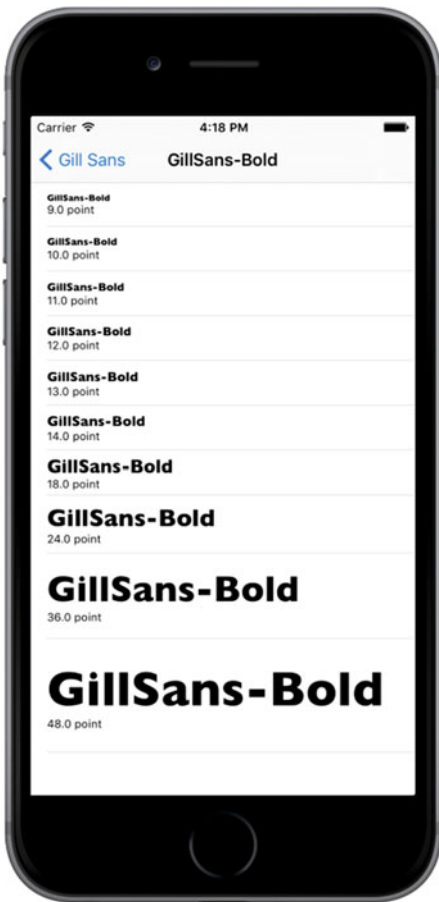 Carrier 4:18 PM
Gill Sans GillSans-Bold
GillSans-Bold
9.0 point
GillSans-Bold
10.0 point
GillSans-Bold
11.0 point
GillSans-Bold
12.0 point
GillSans-Bold
13.0 point
GillSans-Bold
14.0 point
GillSans-Bold
18.0 point
GillSans-Bold
24.0 point
GillSans-Bold
36.0 point
GillSans-Bold
48.0 point